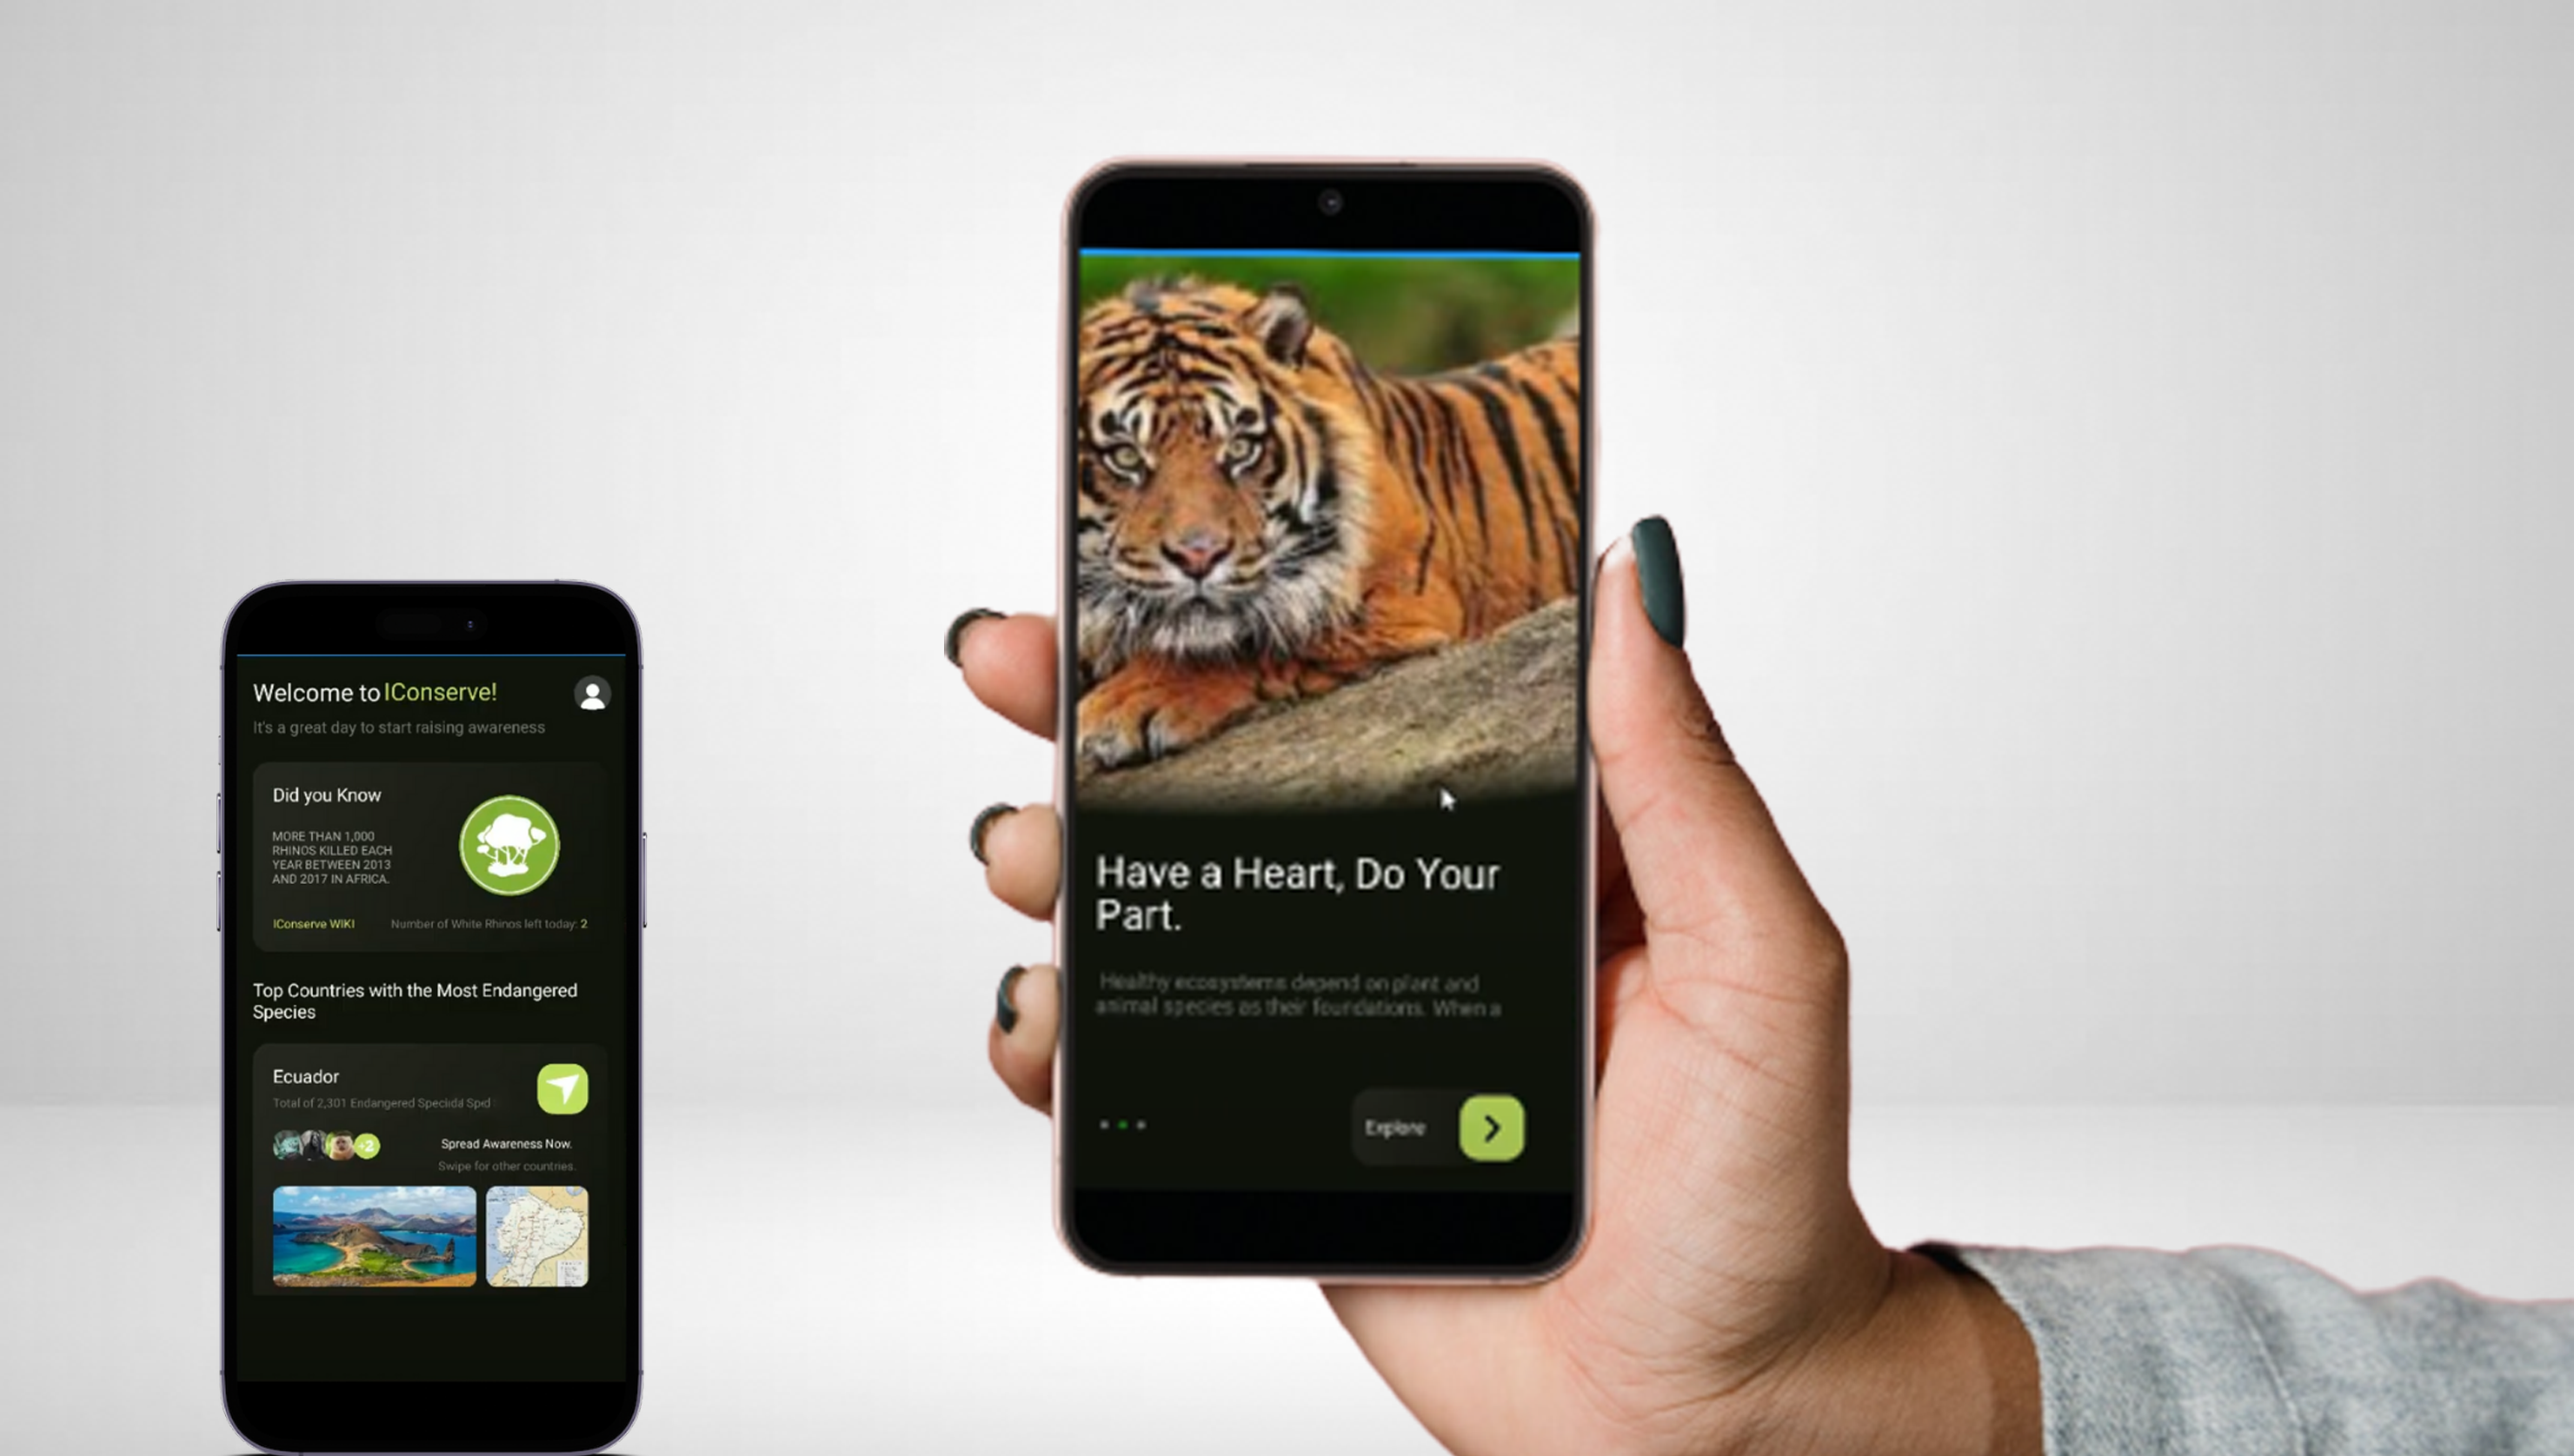 Welcome to IConserve!
It's a great day to start raising awareness
Did you Know
MORE THAN 1,000
RHINOS KILLED EACH
YEAR BETWEEN 2013
AND 2017 IN AFRICA.
IConserve WIKI
Number of White Rhinos left today: 2
Top Countries with the Most Endangered
Species
Ecuador
Total of 2,301 Endangered
+2
Spread Awareness Now.
Swipe for other countries.
Have a Heart, Do Your
Part.
Healthy ecosystems depend on plant and
animal species as their foundations. When a
Explore